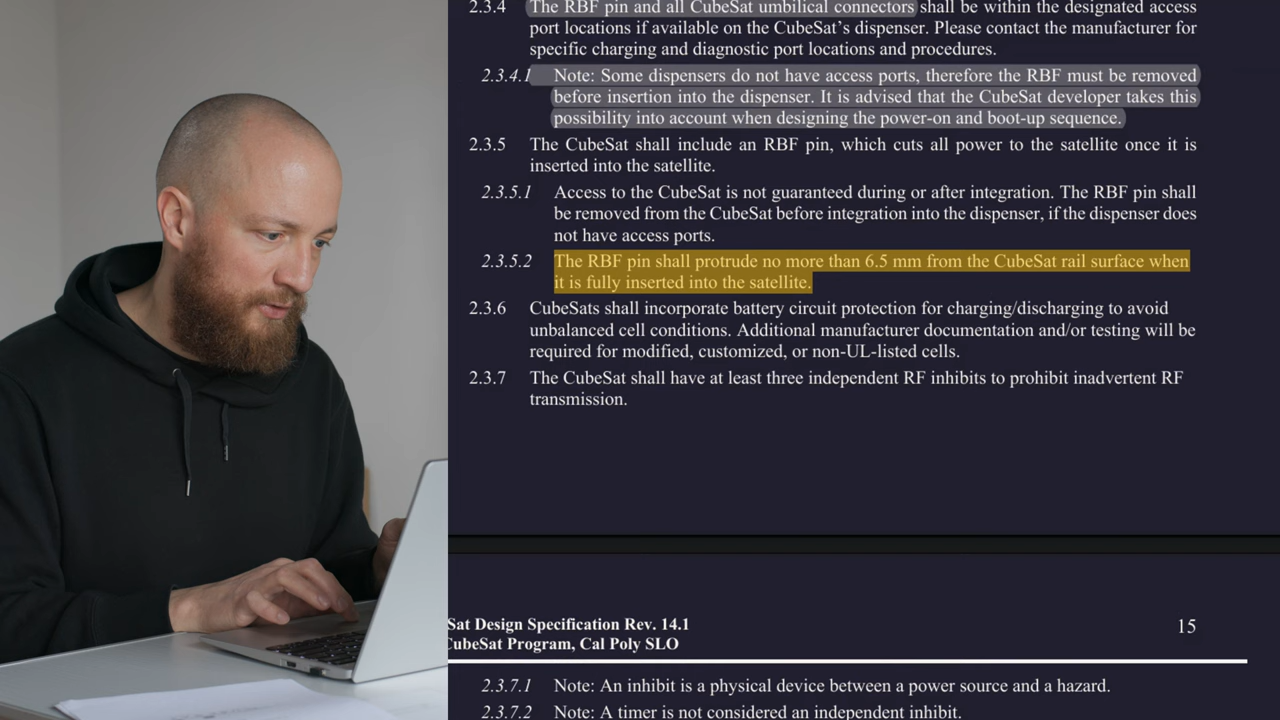 2.3.4 The RBF pin and all CubeSat umbilical connectors shall be within the designated access
port locations if available on the CubeSat's dispenser. Please contact the manufacturer for
specific charging and diagnostic port locations and procedures.
2.3.4.1 Note: Some dispensers do not have access ports, therefore the RBF must be removed
before insertion into the dispenser. It is advised that the CubeSat developer takes this
possibility into account when designing the power-on and boot-up sequence.
2.3.5 The CubeSat shall include an RBF pin, which cuts all power to the satellite once it is
inserted into the satellite.
2.3.5.1 Access to the CubeSat is not guaranteed during or after integration. The RBF pin shall
be removed from the CubeSat before integration into the dispenser, if the dispenser does
not have access ports.
2.3.5.2 The RBF pin shall protrude no more than 6.5 mm from the CubeSat rail surface when
it is fully inserted into the satellite.
2.3.6 CubeSats shall incorporate battery circuit protection for charging/discharging to avoid
unbalanced cell conditions. Additional manufacturer documentation and/or testing will be
required for modified, customized, or non-UL-listed cells.
2.3.7 The CubeSat shall have at least three independent RF inhibits to prohibit inadvertent RF
transmission.
Sat Design Specification Rev. 14.1 15
CubeSat Program, Cal Poly SLO
2.3.7.1 Note: An inhibit is a physical device between a power source and a hazard.
2.3.7.2 Note: A timer is not considered an independent inhibit.